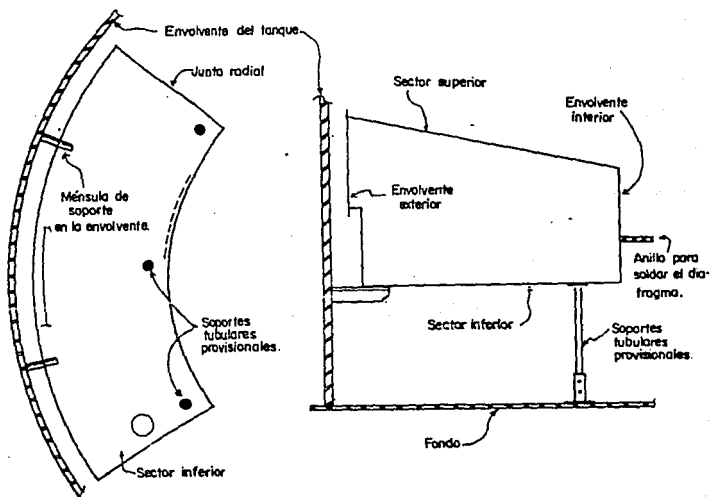 Envolvente del tanque
Junta radial
Ménsula de
soporte
en la envolvente.
Soportes
tubulares
provisionales.
Sector inferior
Sector superior
Envolvente
interior
Envolvente
exterior
Anillo para
soldar el dia-
fragma.
Sector inferior
Soportes
tubulares
provisionales.
Fondo